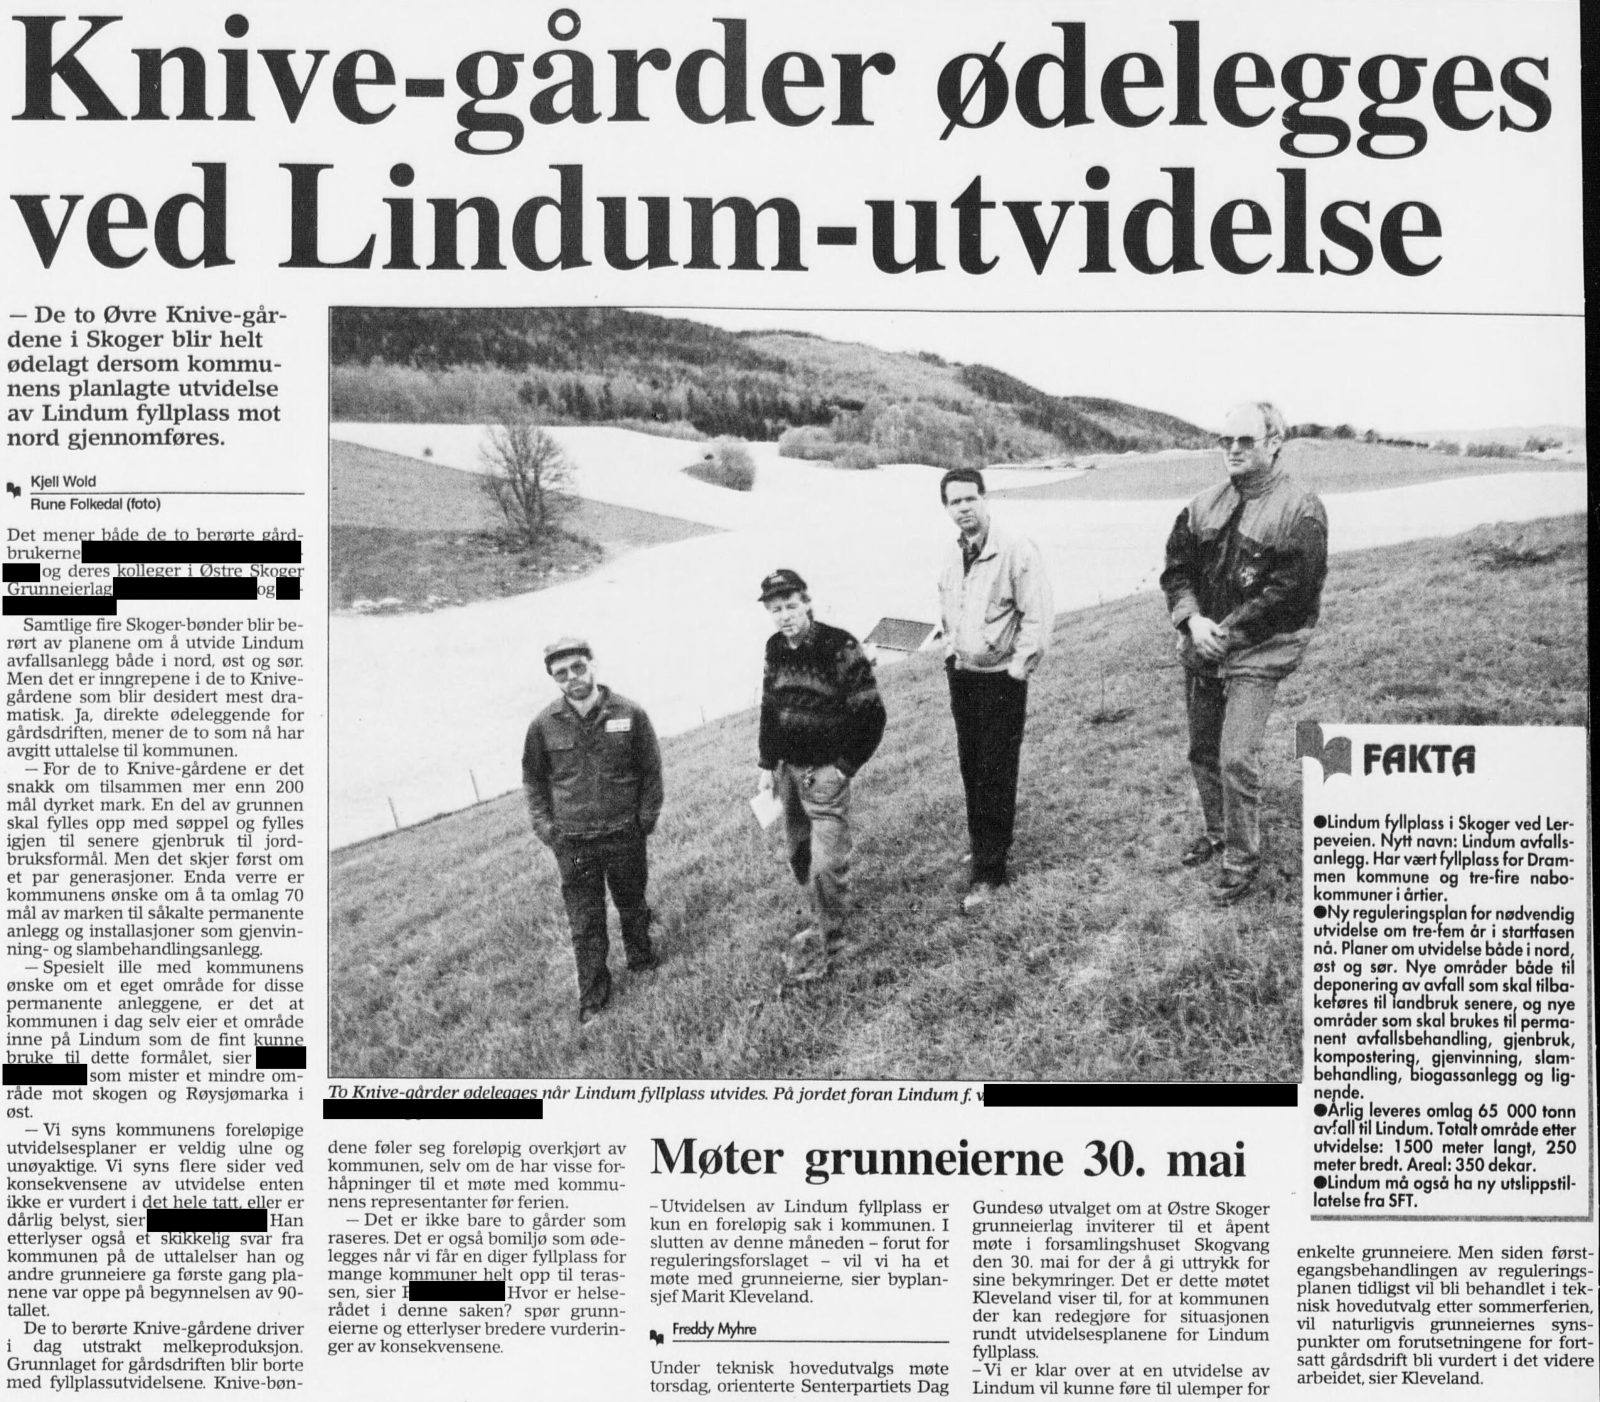 Knive-gårder ødelegges
ved Lindum-utvidelse
— De to Øvre Knive-går-
dene i Skoger blir helt
ødelagt dersom kommu-
nens planlagte utvidelse
av Lindum fyllplass mot
nord gjennomføres.
Kjell Wold
Rune Folkedal (foto)
Det mener både de to berørte gård-
brukerne
og deres kolleger i Østre Skoger
Grunneierlag og
Samtlige fire Skoger-bønder blir be-
rørt av planene om å utvide Lindum
avfallsanlegg både i nord, øst og sør.
Men det er inngrepene i de to Knive-
gårdene som blir desidert mest dra-
matisk. Ja, direkte ødeleggende for
gårdsdriften, mener de to som nå har
avgitt uttalelse til kommunen.
— For de to Knive-gårdene er det
snakk om tilsammen mer enn 200
mål dyrket mark. En del av grunnen
skal fylles opp med søppel og fylles
igjen til senere gjenbruk til jord-
bruksformål. Men det skjer først om
et par generasjoner. Enda verre er
kommunens ønske om å ta omlag 70
mål av marken til såkalte permanente
anlegg og installasjoner som gjenvin-
ning- og slambehandlingsanlegg.
— Spesielt ille med kommunens
ønske om et eget område for disse
permanente anleggene, er det at
kommunen i dag selv eier et område
inne på Lindum som de fint kunne
bruke til dette formålet, sier
som mister et mindre om-
råde mot skogen og Røysjømarka i
øst.
— Vi syns kommunens foreløpige
utvidelsesplaner er veldig ulne og
unøyaktige. Vi syns flere sider ved
konsekvensene av utvidelse enten
ikke er vurdert i det hele tatt, eller er
dårlig belyst, sier Han
etterlyser også et skikkelig svar fra
kommunen på de uttalelser han og
andre grunneiere ga første gang pla-
nene var oppe på begynnelsen av 90-
tallet.
De to berørte Knive-gårdene driver
i dag utstrakt melkeproduksjon.
Grunnlaget for gårdsdriften blir borte
med fyllplassutvidelsene. Knive-bøn-
To Knive-gårder ødelegges når Lindum fyllplass utvides. På jordet foran Lindum f. v
dene føler seg foreløpig overkjørt av
kommunen, selv om de har visse for-
håpninger til et møte med kommu-
nens representanter før ferien.
— Det er ikke bare to gårder som
raseres. Det er også bomiljø som øde-
legges når vi får en diger fyllplass for
mange kommuner helt opp til teras-
sen, sier Hvor er helse-
rådet i denne saken? spør grunn-
eierne og etterlyser bredere vurderin-
ger av konsekvensene.
Møter grunneierne 30. mai
– Utvidelsen av Lindum fyllplass er
kun en foreløpig sak i kommunen. I
slutten av denne måneden – forut for
reguleringsforslaget – vil vi ha et
møte med grunneierne, sier byplan-
sjef Marit Kleveland.
Freddy Myhre
Under teknisk hovedutvalgs møte
torsdag, orienterte Senterpartiets Dag
Gundesø utvalget om at Østre Skoger
grunneierlag inviterer til et åpent
møte i forsamlingshuset Skogvang
den 30. mai for der å gi uttrykk for
sine bekymringer. Det er dette møtet
Kleveland viser til, for at kommunen
der kan redegjøre for situasjonen
rundt utvidelsesplanene for Lindum
fyllplass.
– Vi er klar over at en utvidelse av
Lindum vil kunne føre til ulemper for
enkelte grunneiere. Men siden først-
egangsbehandlingen av regulerings-
planen tidligst vil bli behandlet i tek-
nisk hovedutvalg etter sommerferien,
vil naturligvis grunneiernes syns-
punkter om forutsetningene for fort-
satt gårdsdrift bli vurdert i det videre
arbeidet, sier Kleveland.
FAKTA
●Lindum fyllplass i Skoger ved Ler-
peveien. Nytt navn: Lindum avfalls-
anlegg. Har vært fyllplass for Dram-
men kommune og tre-fire nabo-
kommuner i årtier.
●Ny reguleringsplan for nødvendig
utvidelse om tre-fem år i startfasen
nå. Planer om utvidelse både i nord,
øst og sør. Nye områder både til
deponering av avfall som skal tilba-
keføres til landbruk senere, og nye
områder som skal brukes til perma-
nent avfallsbehandling, gjenbruk,
kompostering, gjenvinning, slam-
behandling, biogassanlegg og lig-
nende.
●Årlig leveres omlag 65 000 tonn
avfall til Lindum. Totalt område etter
utvidelse: 1500 meter langt, 250
meter bredt. Areal: 350 dekar.
●Lindum må også ha ny utslippstil-
latelse fra SFT.